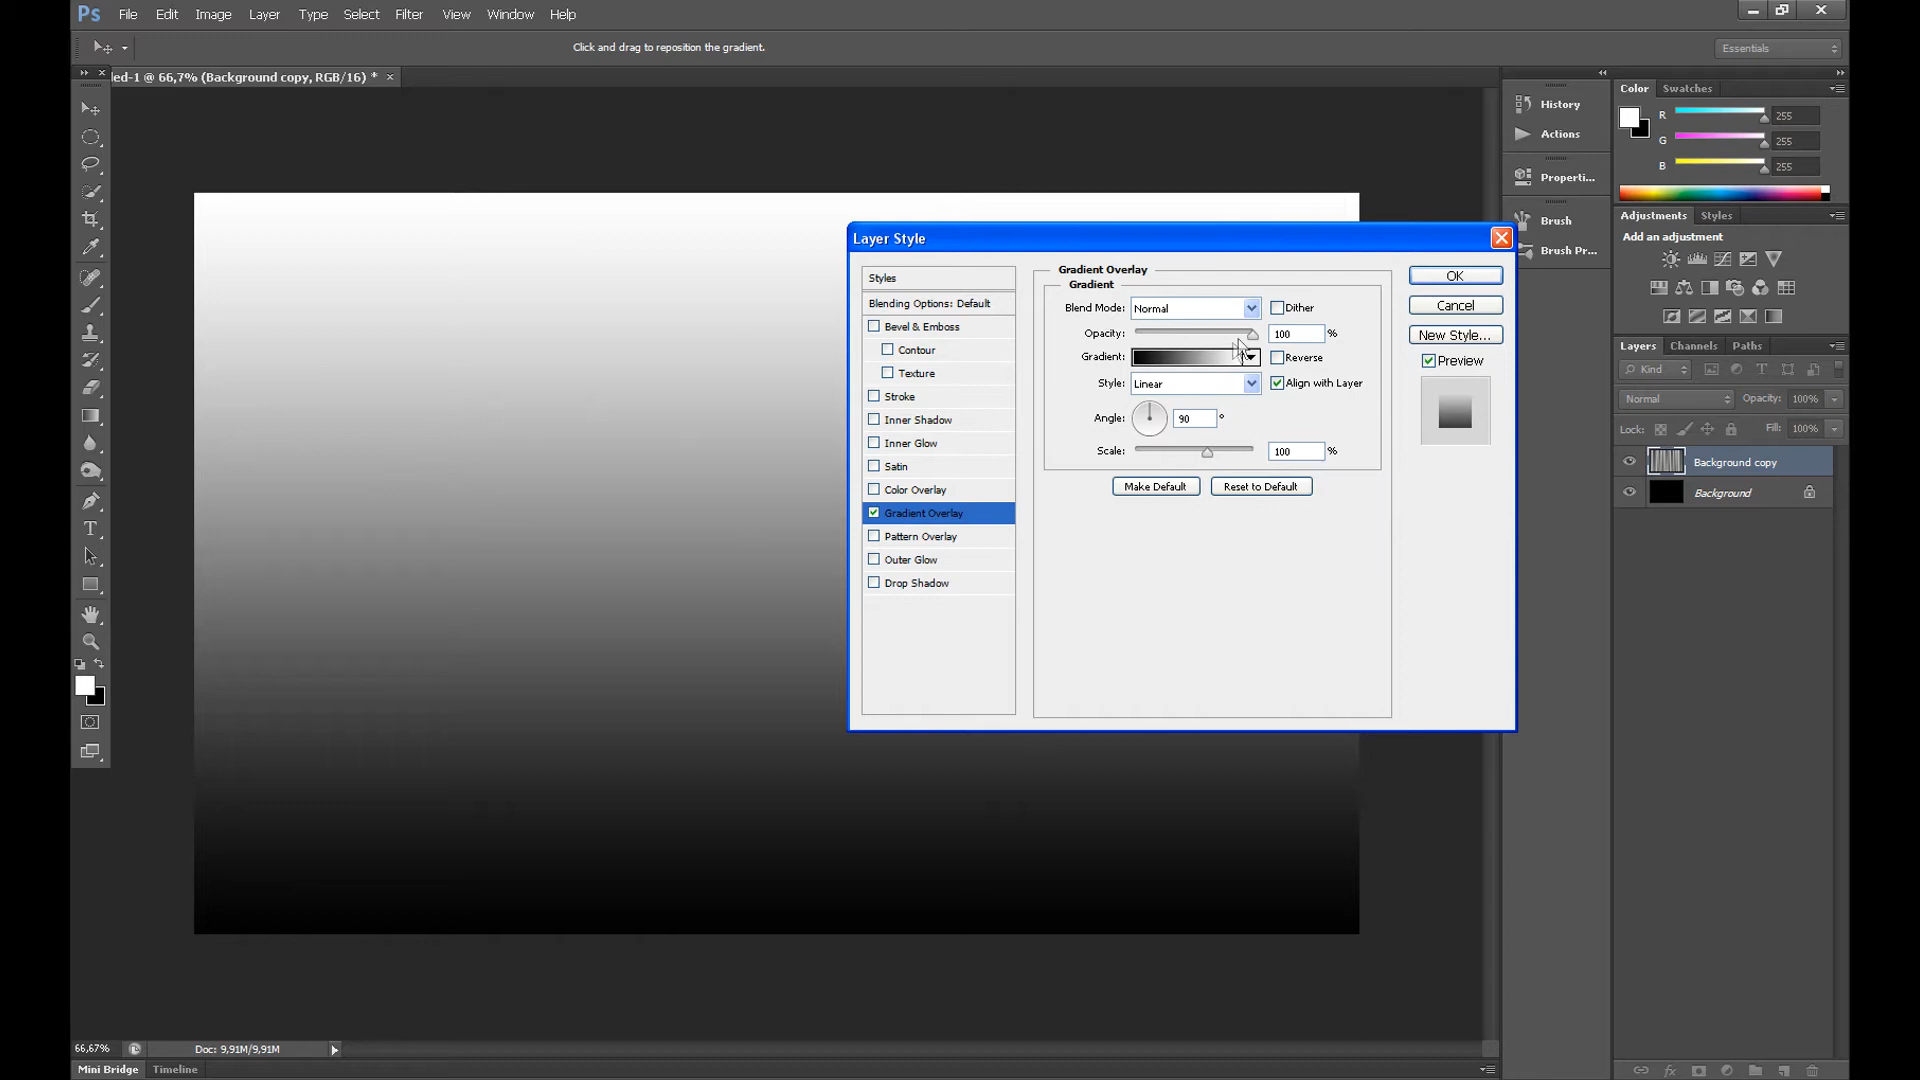 Ps File Edit Image Layer Type Select Filter View Window Help
Click and drag to reposition the gradient.
Essentials
led-1 @ 66,7% (Background copy, RGB/16) *
History
Actions
Properti...
Brush
Brush Pr...
Color Swatches
R 255
G 255
B 255
Adjustments Styles
Add an adjustment
Layers Channels Paths
Kind
Normal Opacity: 100%
Lock: Fill: 100%
Background copy
Background
Layer Style
Styles
Blending Options: Default
Bevel & Emboss
Contour
Texture
Stroke
Inner Shadow
Inner Glow
Satin
Color Overlay
Gradient Overlay
Pattern Overlay
Outer Glow
Drop Shadow
Gradient Overlay
Gradient
Blend Mode: Normal Dither
Opacity: 100 %
Gradient: Reverse
Style: Linear Align with Layer
Angle: 90 °
Scale: 100 %
Make Default Reset to Default
OK
Cancel
New Style...
Preview
T
66,67% Doc: 9,91M/9,91M
Mini Bridge Timeline
fx